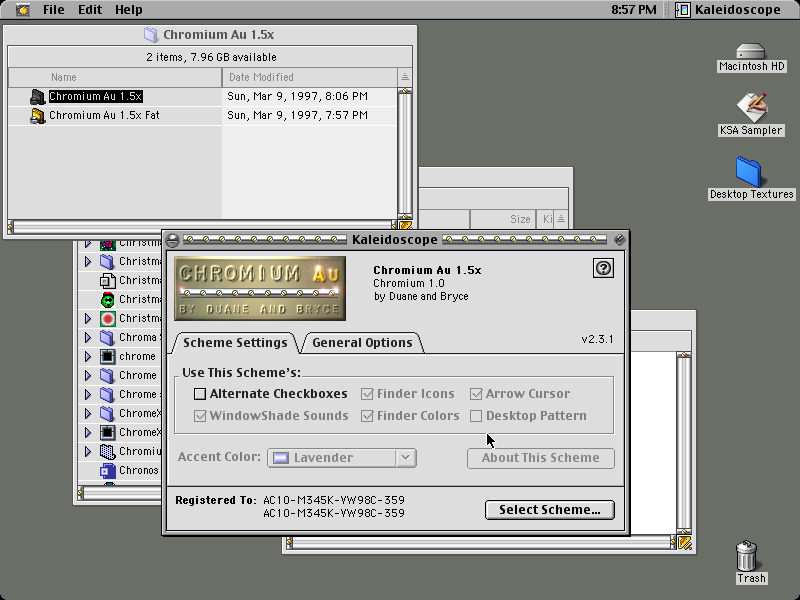 File Edit Help 8:57 PM Kaleidoscope
Chromium Au 1.5x
2 items, 7.96 GB available
Name Date Modified
Chromium Au 1.5x Sun, Mar 9, 1997, 8:06 PM
Chromium Au 1.5x Fat Sun, Mar 9, 1997, 7:57 PM
Macintosh HD
KSA Sampler
Desktop Textures
Size Ki
Christm
Christma
Christma
Christma
Christma
Chroma S
chrome
Chrome
Chrome
ChromeX
ChromeX
Chromiu
Chronos
Kaleidoscope
CHROMIUM Au
BY DUANE AND BRYCE
Chromium Au 1.5x
Chromium 1.0
by Duane and Bryce
Scheme Settings General Options v2.3.1
Use This Scheme's:
Alternate Checkboxes Finder Icons Arrow Cursor
WindowShade Sounds Finder Colors Desktop Pattern
Accent Color: Lavender About This Scheme
Registered To: AC10-M345K-VW98C-359
AC10-M345K-VW98C-359
Select Scheme...
Trash